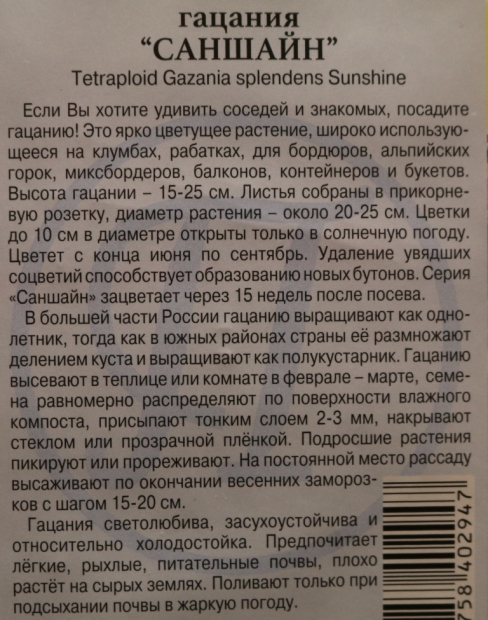 гацания
“САНШАЙН”
Tetraploid Gazania splendens Sunshine
Если Вы хотите удивить соседей и знакомых, посадите
гацанию! Это ярко цветущее растение, широко использую-
щееся на клумбах, рабатках, для бордюров, альпийских
горок, миксбордеров, балконов, контейнеров и букетов.
Высота гацании – 15-25 см. Листья собраны в прикорне-
вую розетку, диаметр растения – около 20-25 см. Цветки
до 10 см в диаметре открыты только в солнечную погоду.
Цветет с конца июня по сентябрь. Удаление увядших
соцветий способствует образованию новых бутонов. Серия
«Саншайн» зацветает через 15 недель после посева.
В большей части России гацанию выращивают как одно-
летник, тогда как в южных районах страны её размножают
делением куста и выращивают как полукустарник. Гацанию
высевают в теплице или комнате в феврале – марте, семе-
на равномерно распределяют по поверхности влажного
компоста, присыпают тонким слоем 2-3 мм, накрывают
стеклом или прозрачной плёнкой. Подросшие растения
пикируют или прореживают. На постоянной место рассаду
высаживают по окончании весенних замороз-
ков с шагом 15-20 см.
Гацания светолюбива, засухоустойчива и
относительно холодостойка. Предпочитает
лёгкие, рыхлые, питательные почвы, плохо
растёт на сырых землях. Поливают только при
подсыхании почвы в жаркую погоду.
758402947